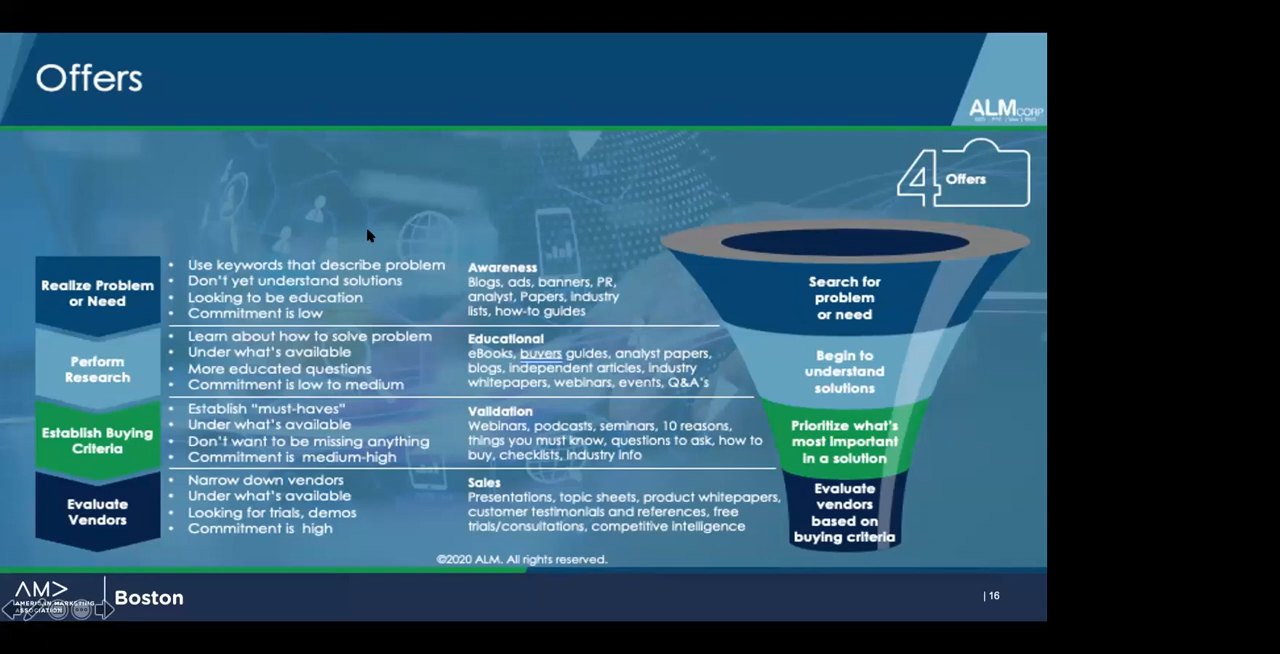 Offers
ALM CORP
4 Offers
Realize Problem
or Need
• Use keywords that describe problem
• Don't yet understand solutions
• Looking to be education
• Commitment is low
Awareness
Blogs, ads, banners, PR,
analyst, Papers, industry
lists, how-to guides
Search for
problem
or need
Perform
Research
• Learn about how to solve problem
• Under what's available
• More educated questions
• Commitment is low to medium
Educational
eBooks, buyers guides, analyst papers,
blogs, independent articles, industry
whitepapers, webinars, events, Q&A's
Begin to
understand
solutions
Establish Buying
Criteria
• Establish "must-haves"
• Under what's available
• Don't want to be missing anything
• Commitment is medium-high
Validation
Webinars, podcasts, seminars, 10 reasons,
things you must know, questions to ask, how to
buy, checklists, industry info
Prioritize what's
most important
in a solution
Evaluate
Vendors
• Narrow down vendors
• Under what's available
• Looking for trials, demos
• Commitment is high
Sales
Presentations, topic sheets, product whitepapers,
customer testimonials and references, free
trials/consultations, competitive intelligence
Evaluate
vendors
based on
buying criteria
©2020 ALM. All rights reserved.
AMA
AMERICAN MARKETING
ASSOCIATION
Boston
| 16